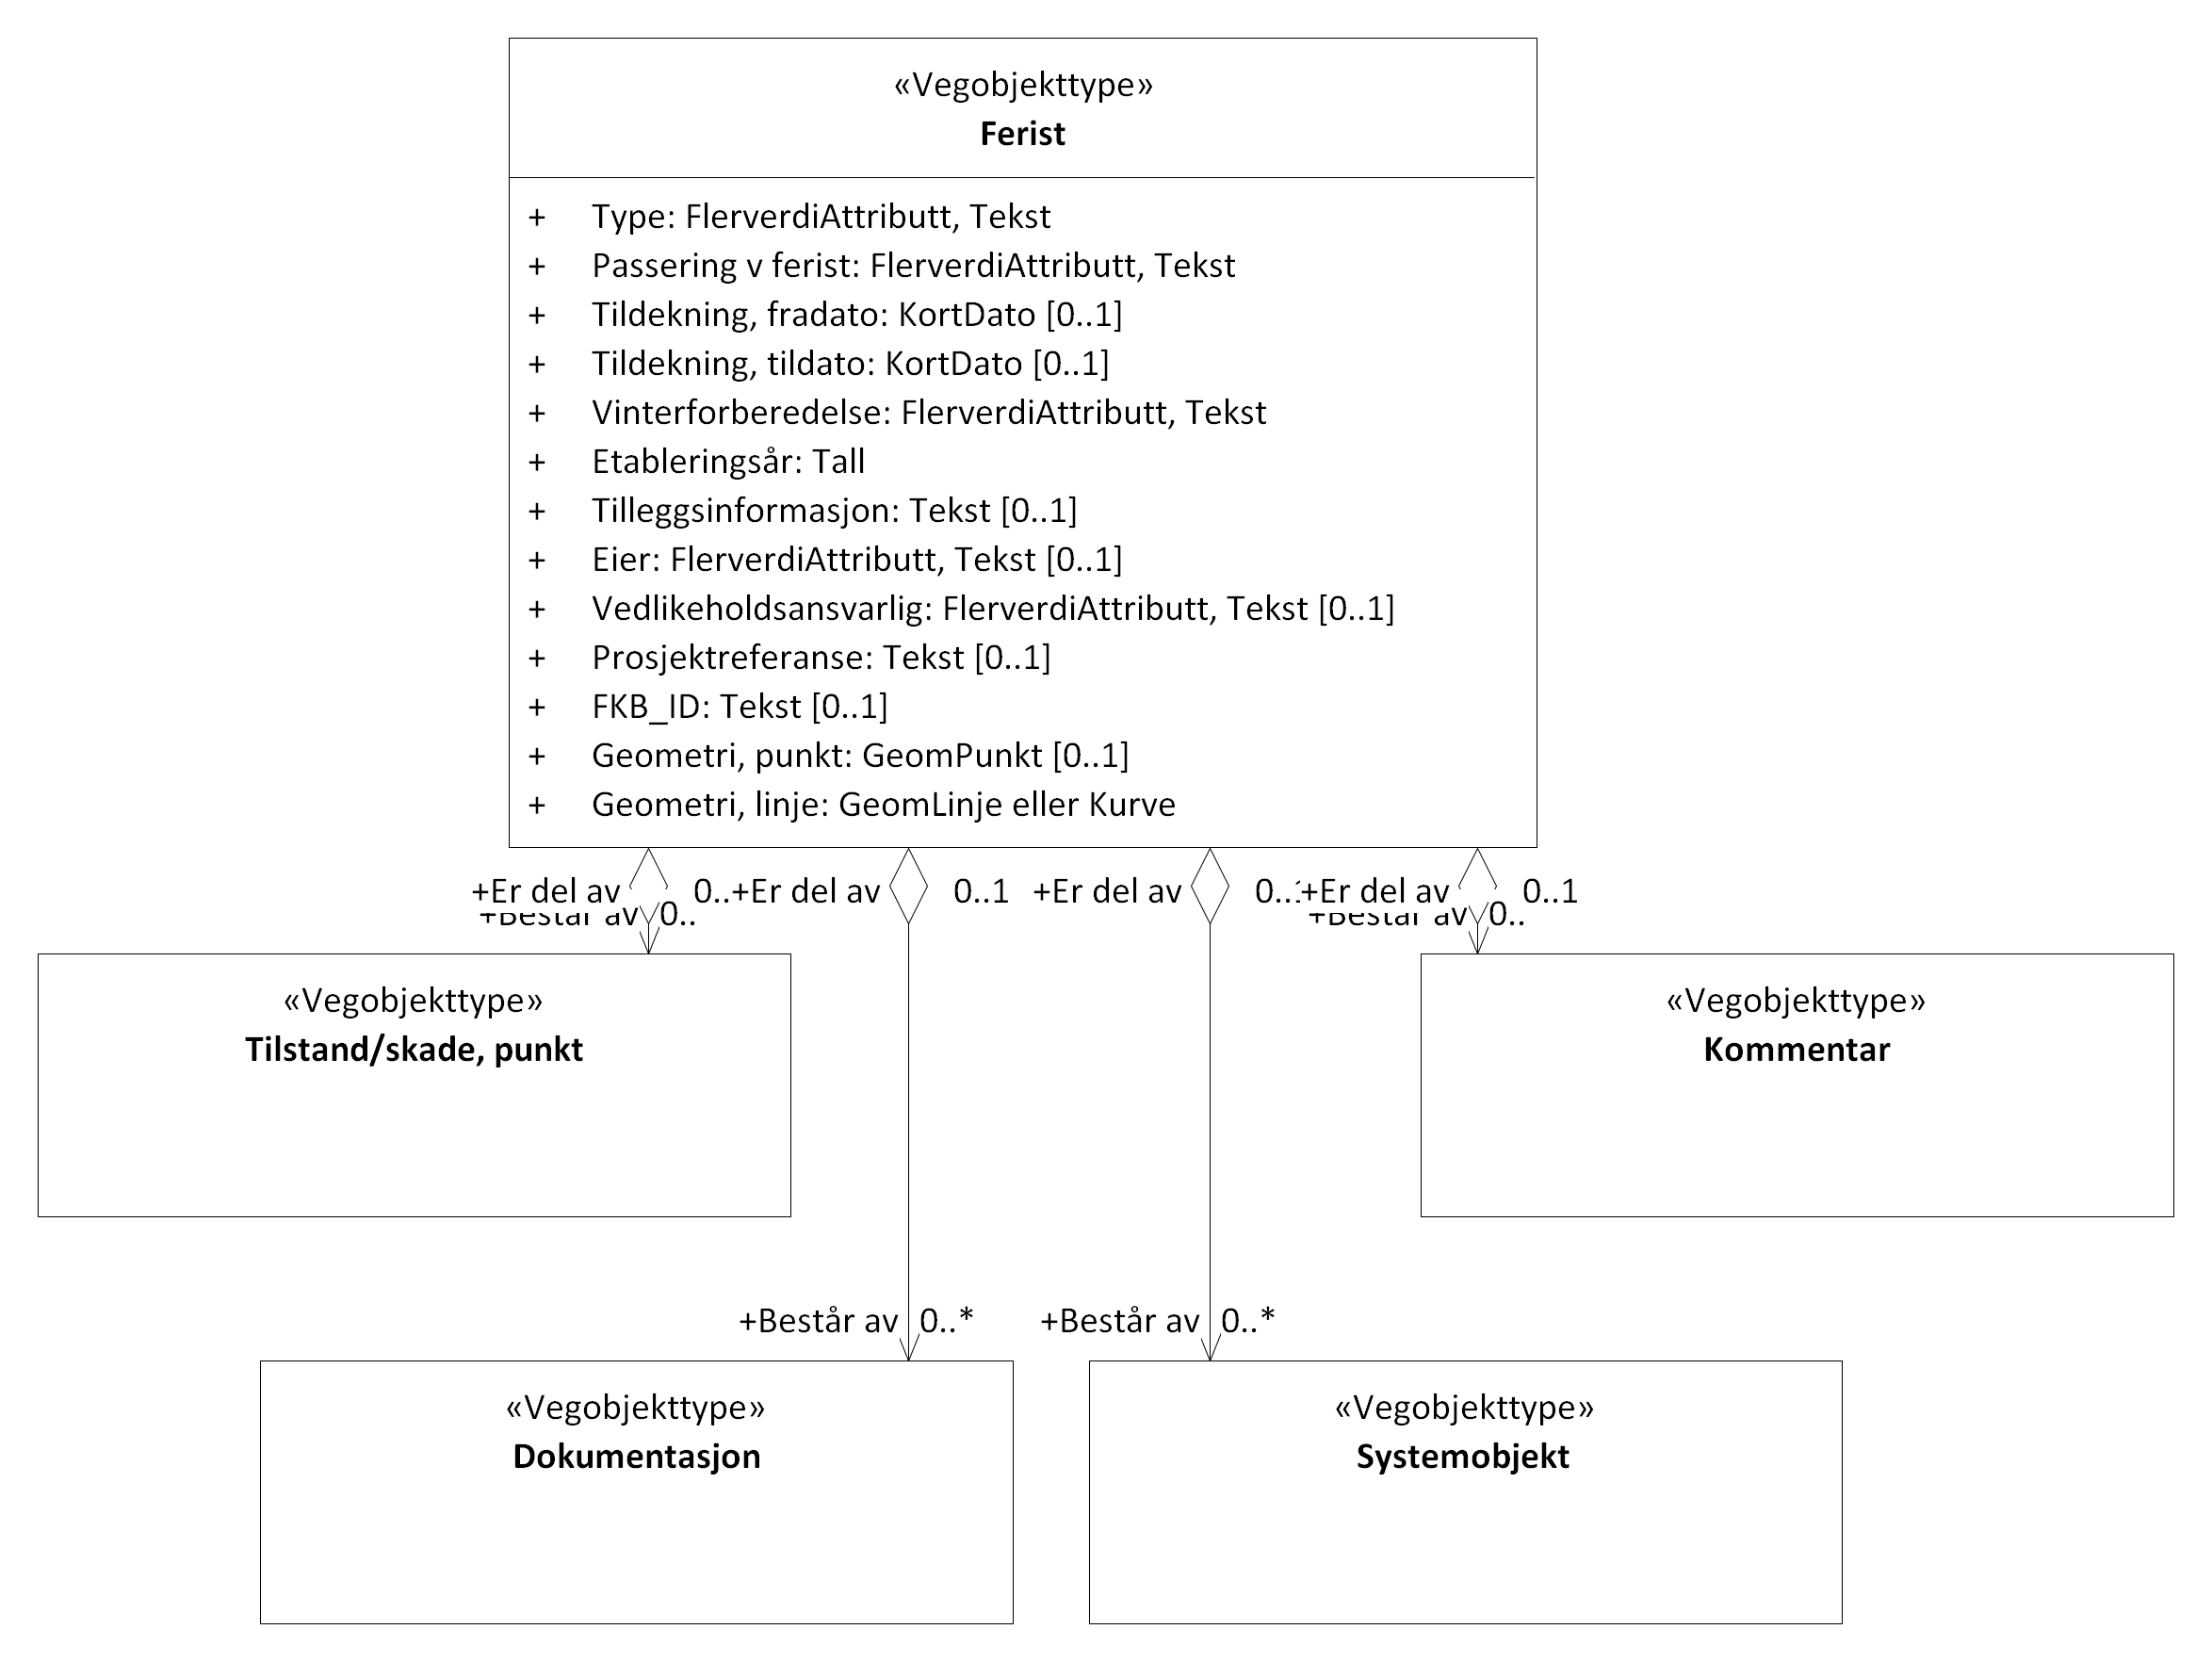 «Vegobjekttype»
Ferist
+ Type: FlerverdiAttributt, Tekst
+ Passering v ferist: FlerverdiAttributt, Tekst
+ Tildekning, fradato: KortDato [0..1]
+ Tildekning, tildato: KortDato [0..1]
+ Vinterforberedelse: FlerverdiAttributt, Tekst
+ Etableringsår: Tall
+ Tilleggsinformasjon: Tekst [0..1]
+ Eier: FlerverdiAttributt, Tekst [0..1]
+ Vedlikeholdsansvarlig: FlerverdiAttributt, Tekst [0..1]
+ Prosjektreferanse: Tekst [0..1]
+ FKB_ID: Tekst [0..1]
+ Geometri, punkt: GeomPunkt [0..1]
+ Geometri, linje: GeomLinje eller Kurve
+Er del av 0.. +Er del av 0..1 +Er del av 0.. +Er del av 0..1
+Består av 0.. +Består av 0..
«Vegobjekttype» «Vegobjekttype»
Tilstand/skade, punkt Kommentar
+Består av 0..* +Består av 0..*
«Vegobjekttype» «Vegobjekttype»
Dokumentasjon Systemobjekt